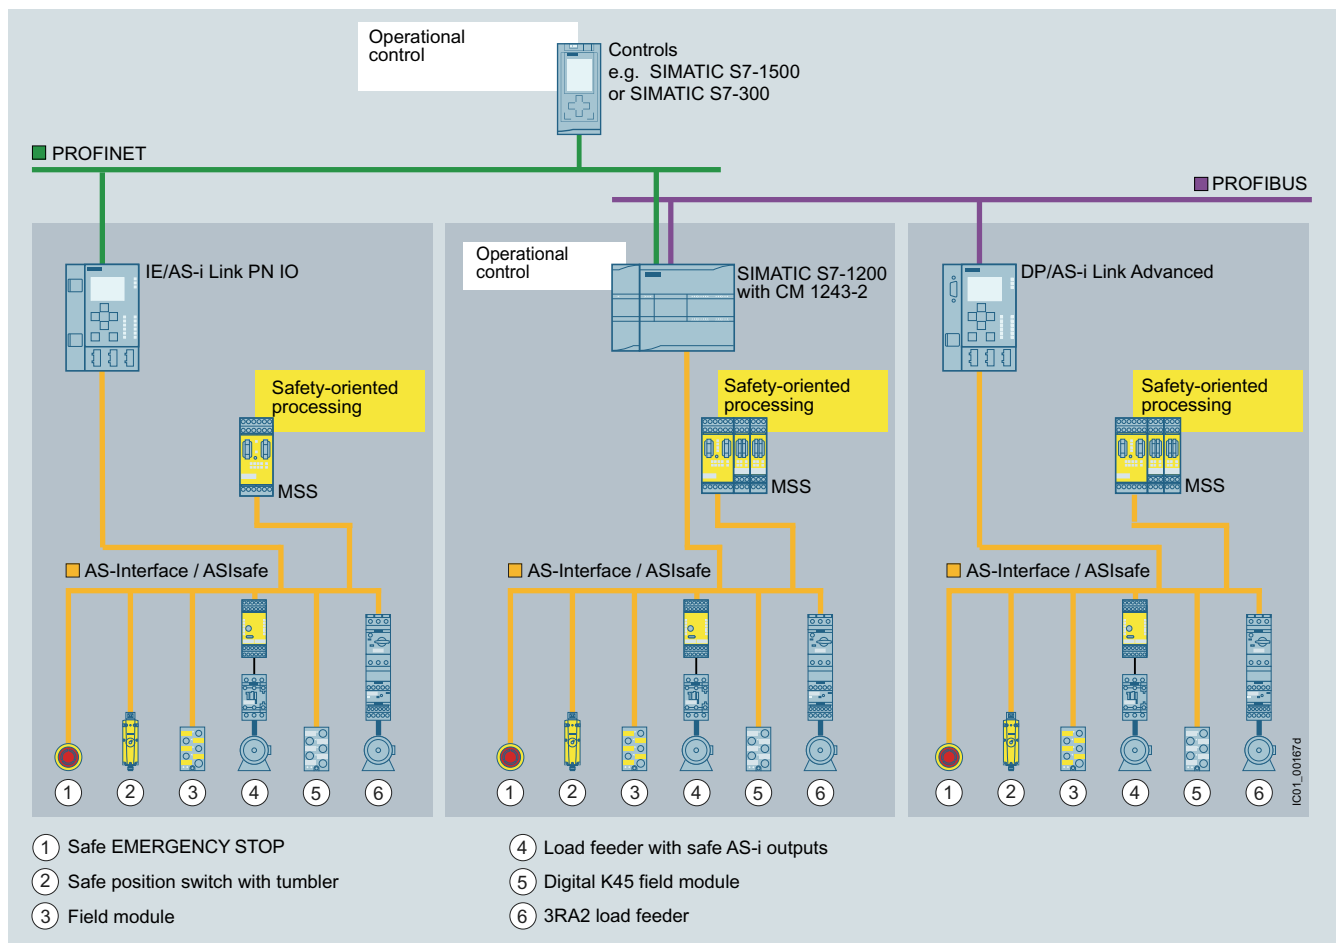 Operational
control
Controls
e.g. SIMATIC S7-1500
or SIMATIC S7-300
PROFINET
PROFIBUS
IE/AS-i Link PN IO
Operational
control
SIMATIC S7-1200
with CM 1243-2
DP/AS-i Link Advanced
Safety-oriented
processing
MSS
Safety-oriented
processing
MSS
Safety-oriented
processing
MSS
AS-Interface / ASIsafe
AS-Interface / ASIsafe
AS-Interface / ASIsafe
1 2 3 4 5 6
1 2 3 4 5 6
1 2 3 4 5 6
IC01_00167d
1 Safe EMERGENCY STOP
2 Safe position switch with tumbler
3 Field module
4 Load feeder with safe AS-i outputs
5 Digital K45 field module
6 3RA2 load feeder